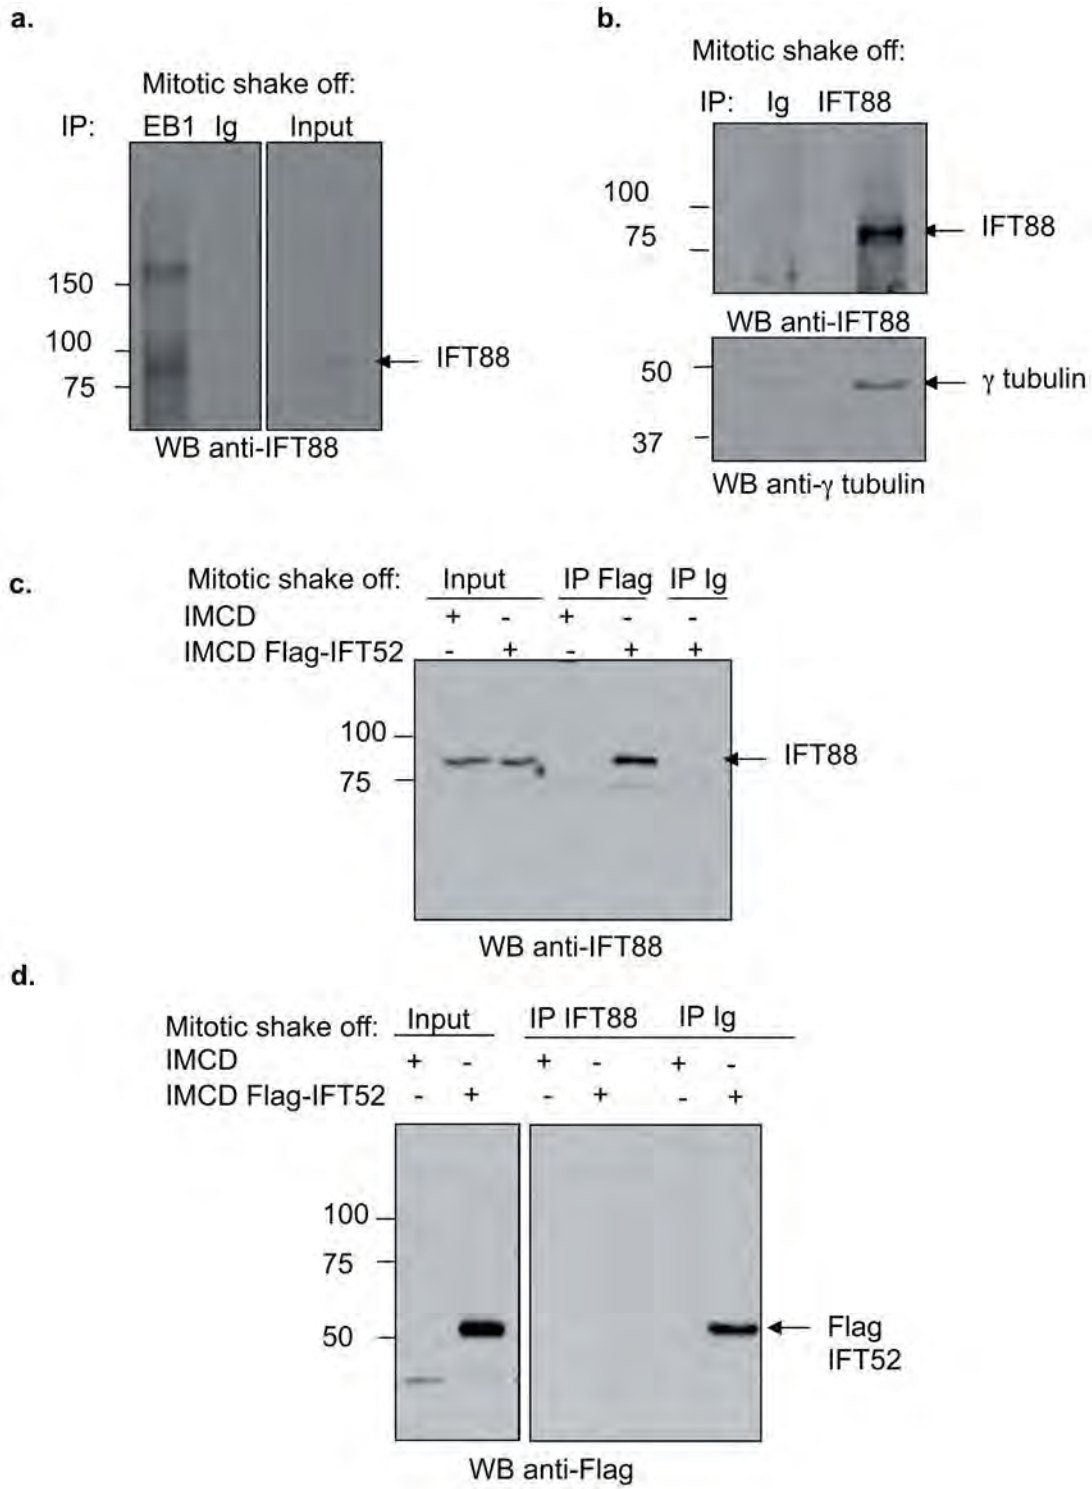 a.
Mitotic shake off:
IP: EB1 Ig Input
150
100
75
IFT88
WB anti-IFT88
b.
Mitotic shake off:
IP: Ig IFT88
100
75
IFT88
WB anti-IFT88
50
37
γ tubulin
WB anti-γ tubulin
c.
Mitotic shake off: Input IP Flag IP Ig
IMCD + - + - -
IMCD Flag-IFT52 - + - + +
100
75
IFT88
WB anti-IFT88
d.
Mitotic shake off: Input IP IFT88 IP Ig
IMCD + - + - + -
IMCD Flag-IFT52 - + - + - +
100
75
50
Flag
IFT52
WB anti-Flag